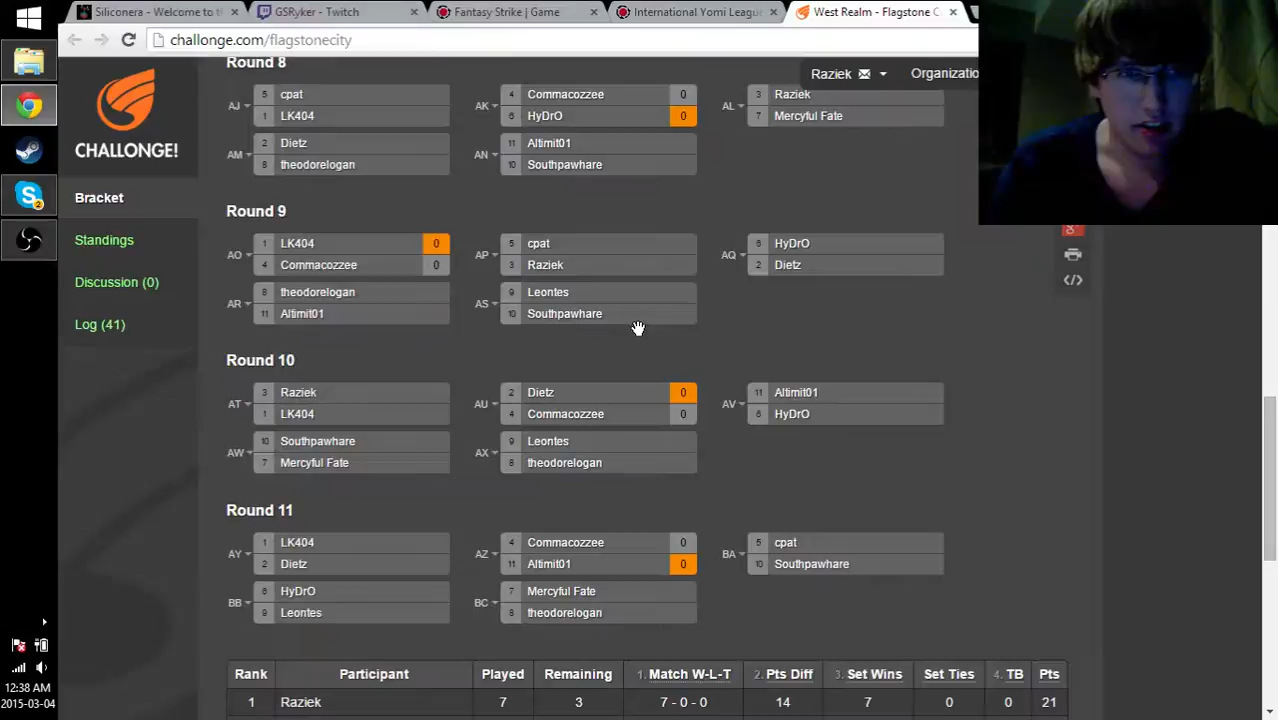 Siliconera - Welcome to th
GSRyker - Twitch
Fantasy Strike | Game
International Yomi Leagu
West Realm - Flagstone C
challonge.com/flagstonecity
Raziek
Organizatio
CHALLONGE!
Bracket
Standings
Discussion (0)
Log (41)
Round 8
AJ 5 cpat
1 LK404
AK 4 Commacozzee 0
6 HyDrO 0
AL 3 Raziek
7 Mercyful Fate
AM 2 Dietz
8 theodorelogan
AN 11 Altimit01
10 Southpawhare
Round 9
AO 1 LK404 0
4 Commacozzee 0
AP 5 cpat
3 Raziek
AQ 6 HyDrO
2 Dietz
AR 8 theodorelogan
11 Altimit01
AS 9 Leontes
10 Southpawhare
Round 10
AT 3 Raziek
1 LK404
AU 2 Dietz 0
4 Commacozzee 0
AV 11 Altimit01
6 HyDrO
AW 10 Southpawhare
7 Mercyful Fate
AX 9 Leontes
8 theodorelogan
Round 11
AY 1 LK404
2 Dietz
AZ 4 Commacozzee 0
11 Altimit01 0
BA 5 cpat
10 Southpawhare
BB 6 HyDrO
9 Leontes
BC 7 Mercyful Fate
8 theodorelogan
Rank Participant Played Remaining 1. Match W-L-T 2. Pts Diff 3. Set Wins Set Ties 4. TB Pts
1 Raziek 7 3 7 - 0 - 0 14 7 0 0 21
12:38 AM
2015-03-04